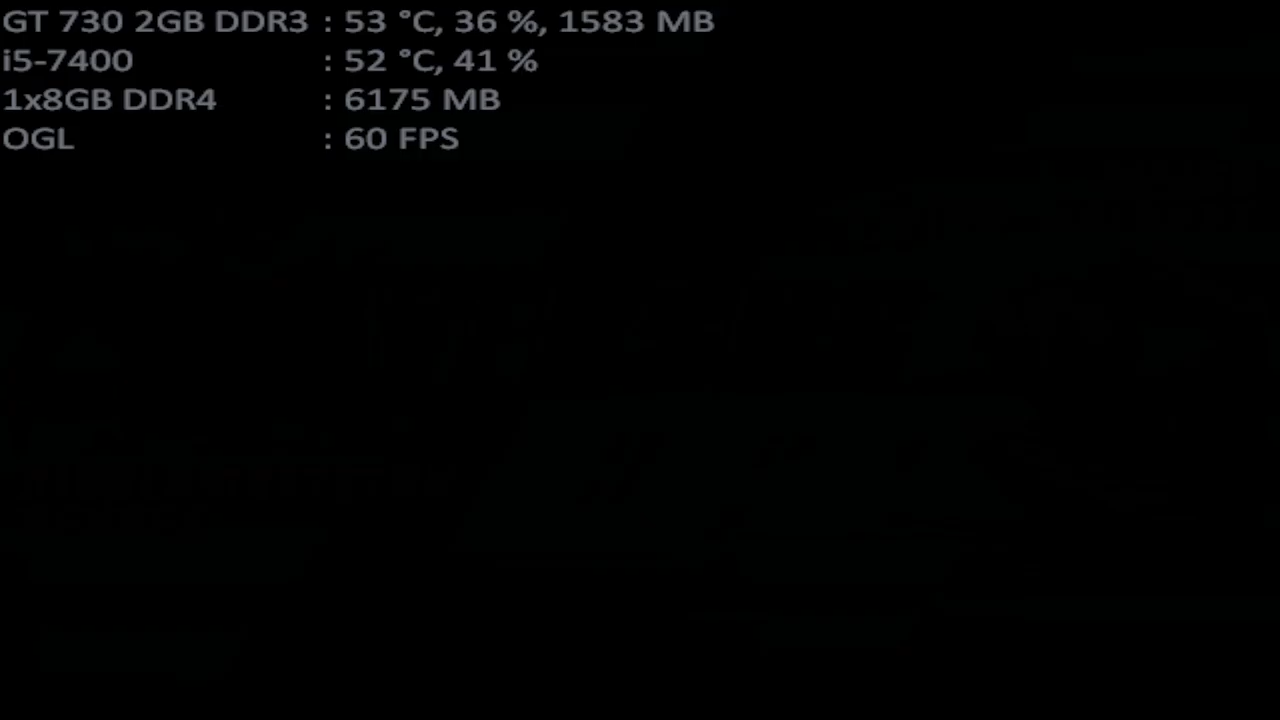 GT 730 2GB DDR3 : 53 °C, 36 %, 1583 MB
i5-7400 : 52 °C, 41 %
1x8GB DDR4 : 6175 MB
OGL : 60 FPS